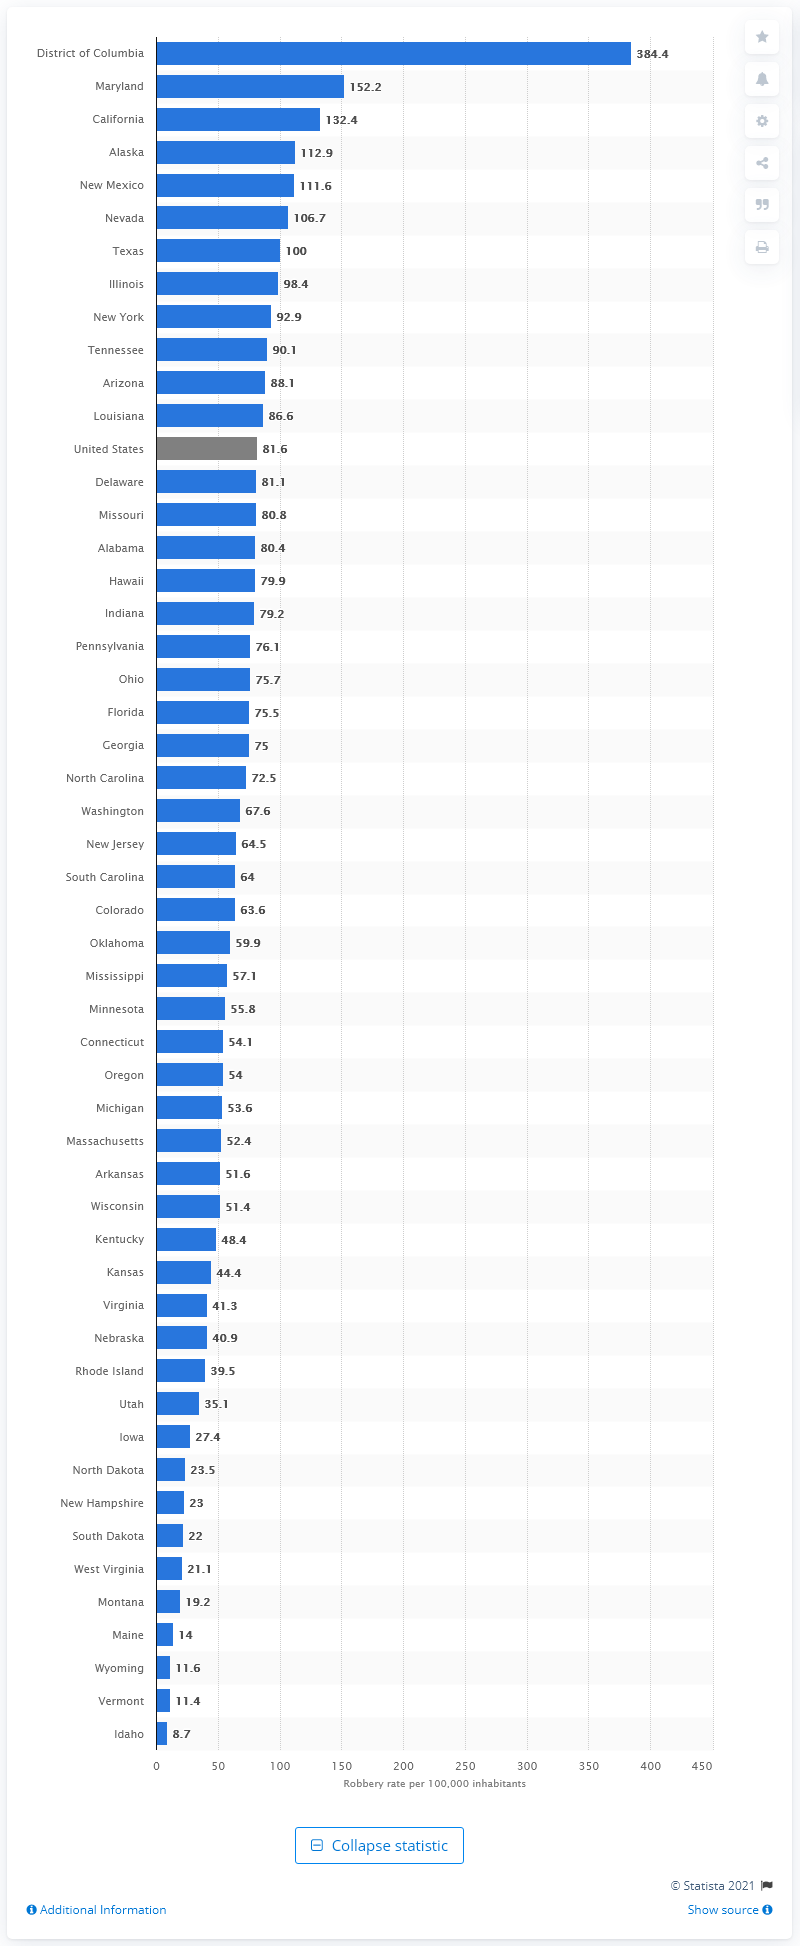 District of Columbia 384.4
Maryland 152.2
California 132.4
Alaska 112.9
New Mexico 111.6
Nevada 106.7
Texas 100
Illinois 98.4
New York 92.9
Tennessee 90.1
Arizona 88.1
Louisiana 86.6
United States 81.6
Delaware 81.1
Missouri 80.8
Alabama 80.4
Hawaii 79.9
Indiana 79.2
Pennsylvania 76.1
Ohio 75.7
Florida 75.5
Georgia 75
North Carolina 72.5
Washington 67.6
New Jersey 64.5
South Carolina 64
Colorado 63.6
Oklahoma 59.9
Mississippi 57.1
Minnesota 55.8
Connecticut 54.1
Oregon 54
Michigan 53.6
Massachusetts 52.4
Arkansas 51.6
Wisconsin 51.4
Kentucky 48.4
Kansas 44.4
Virginia 41.3
Nebraska 40.9
Rhode Island 39.5
Utah 35.1
Iowa 27.4
North Dakota 23.5
New Hampshire 23
South Dakota 22
West Virginia 21.1
Montana 19.2
Maine 14
Wyoming 11.6
Vermont 11.4
Idaho 8.7
0 50 100 150 200 250 300 350 400 450
Robbery rate per 100,000 inhabitants
Collapse statistic
© Statista 2021
Additional Information Show source